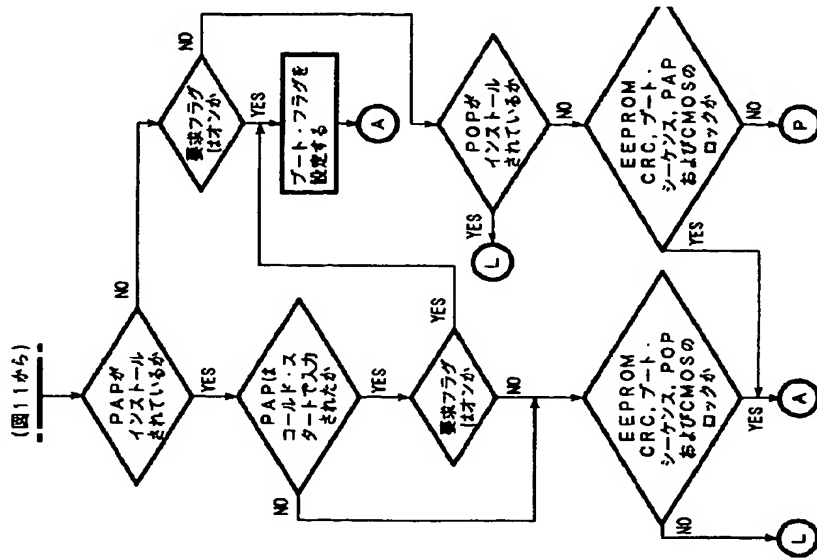 (図11から)
PAPが
インストール
されているか
NO
YES
要求フラグ
はオンか
NO
YES
ブート・フラグを
設定する
A
PAPは
コールド・ス
タートで入力
されたか
NO
YES
要求フラグ
はオンか
YES
NO
POPが
インストール
されているか
YES
L
NO
EEPROM
CRC,ブート・
シーケンス,POP
およびCMOSの
ロックか
NO
L
YES
A
EEPROM
CRC,ブート・
シーケンス,PAP
およびCMOSの
ロックか
YES
NO
P